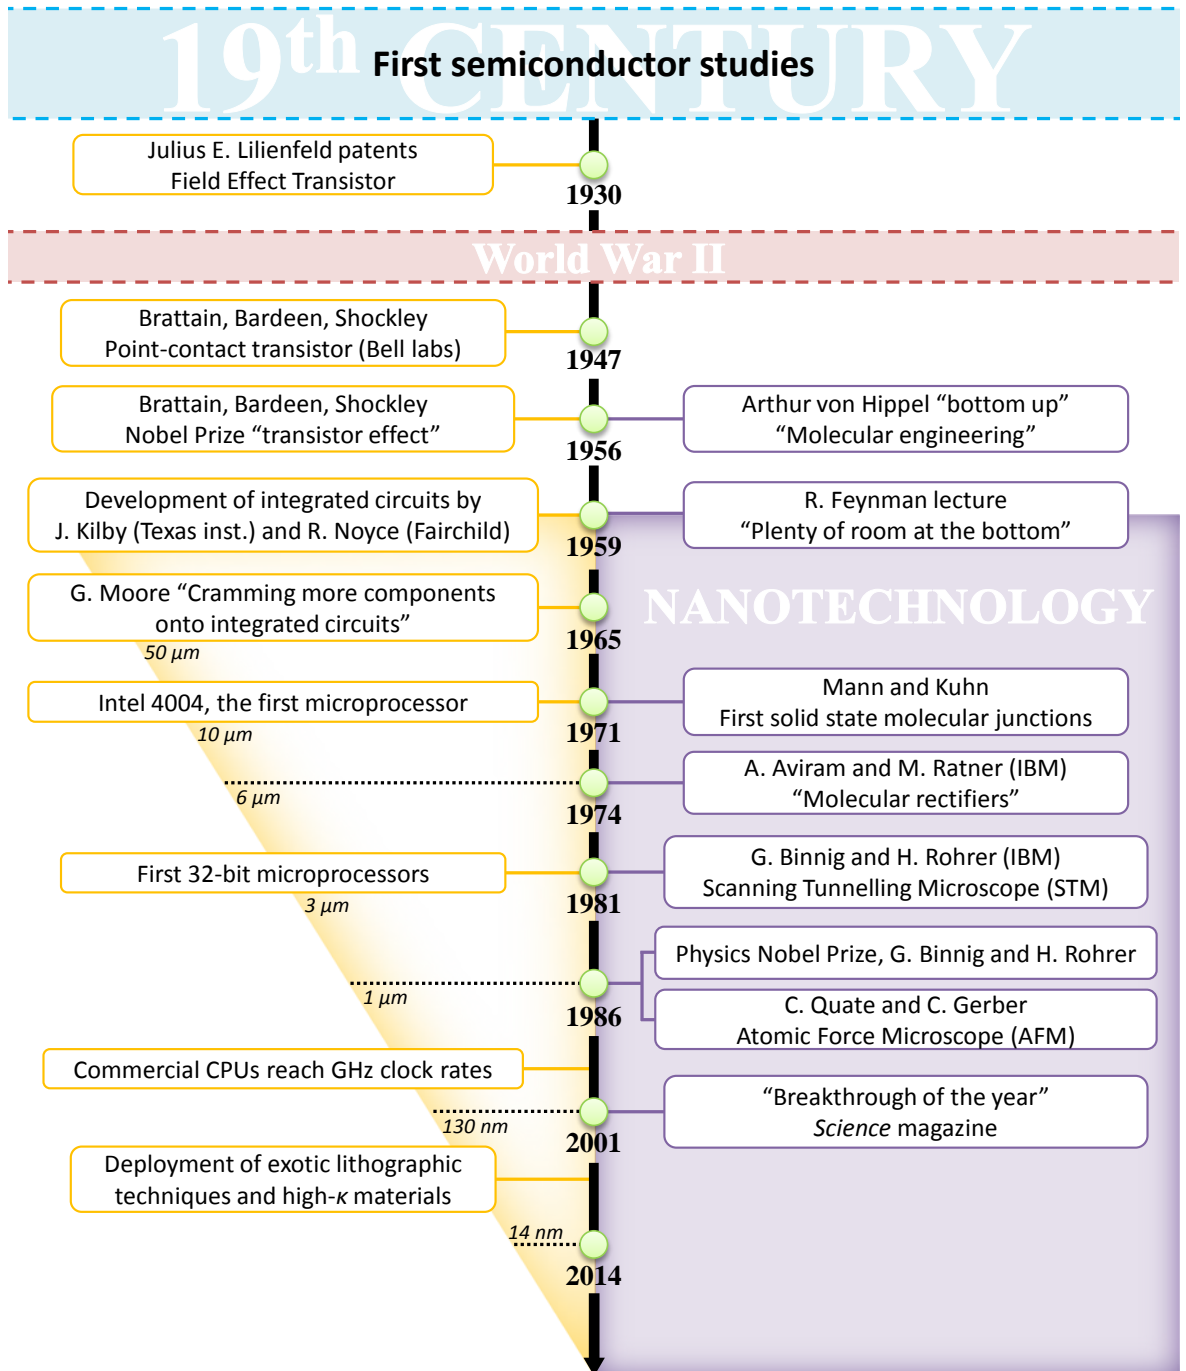 19th CENTURY
First semiconductor studies
Julius E. Lilienfeld patents
Field Effect Transistor
1930
World War II
Brattain, Bardeen, Shockley
Point-contact transistor (Bell labs)
1947
Brattain, Bardeen, Shockley
Nobel Prize “transistor effect”
Arthur von Hippel “bottom up”
“Molecular engineering”
1956
Development of integrated circuits by
J. Kilby (Texas inst.) and R. Noyce (Fairchild)
R. Feynman lecture
“Plenty of room at the bottom”
1959
NANOTECHNOLOGY
G. Moore “Cramming more components
onto integrated circuits”
1965
50 µm
Intel 4004, the first microprocessor
Mann and Kuhn
First solid state molecular junctions
1971
10 µm
A. Aviram and M. Ratner (IBM)
“Molecular rectifiers”
6 µm
1974
First 32-bit microprocessors
G. Binnig and H. Rohrer (IBM)
Scanning Tunnelling Microscope (STM)
1981
3 µm
Physics Nobel Prize, G. Binnig and H. Rohrer
1 µm
C. Quate and C. Gerber
Atomic Force Microscope (AFM)
1986
Commercial CPUs reach GHz clock rates
“Breakthrough of the year”
Science magazine
130 nm
2001
Deployment of exotic lithographic
techniques and high-κ materials
14 nm
2014